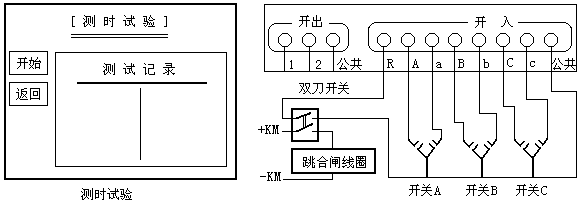 [ 测 时 试 验 ]
开始
返回
测 试 记 录
测时试验
开出
开 入
1 2 公共
R A a B b C c 公共
双刀开关
+KM
跳合闸线圈
-KM
开关A 开关B 开关C